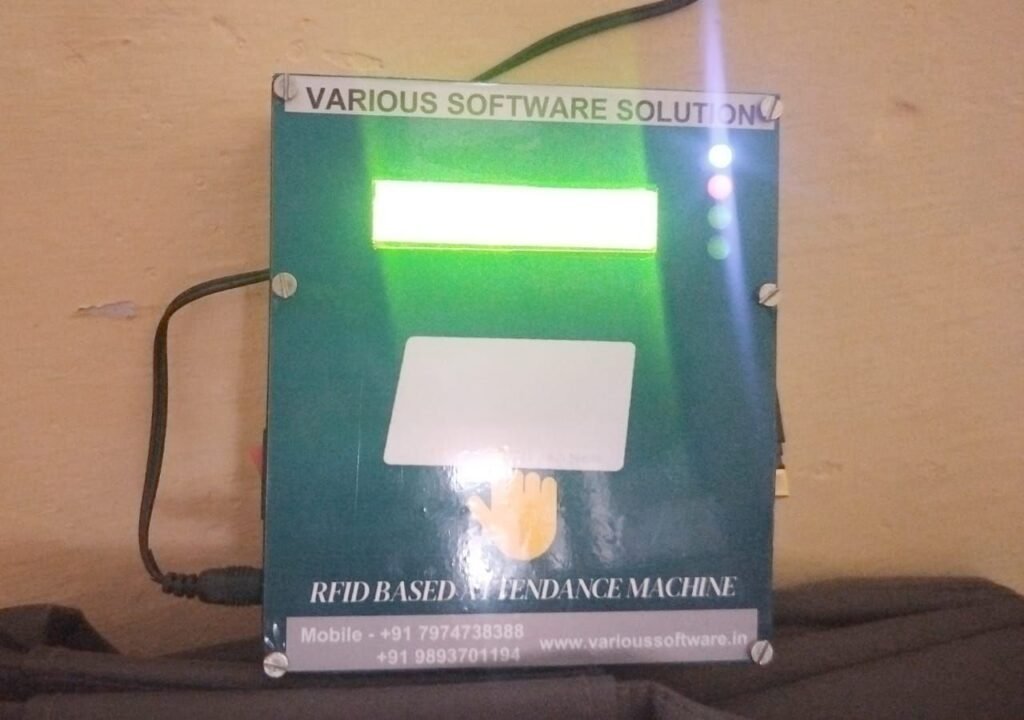 VARIOUS SOFTWARE SOLUTION
RFID BASED ATTENDANCE MACHINE
Mobile - +91 7974738388
+91 9893701194
www.varioussoftware.in